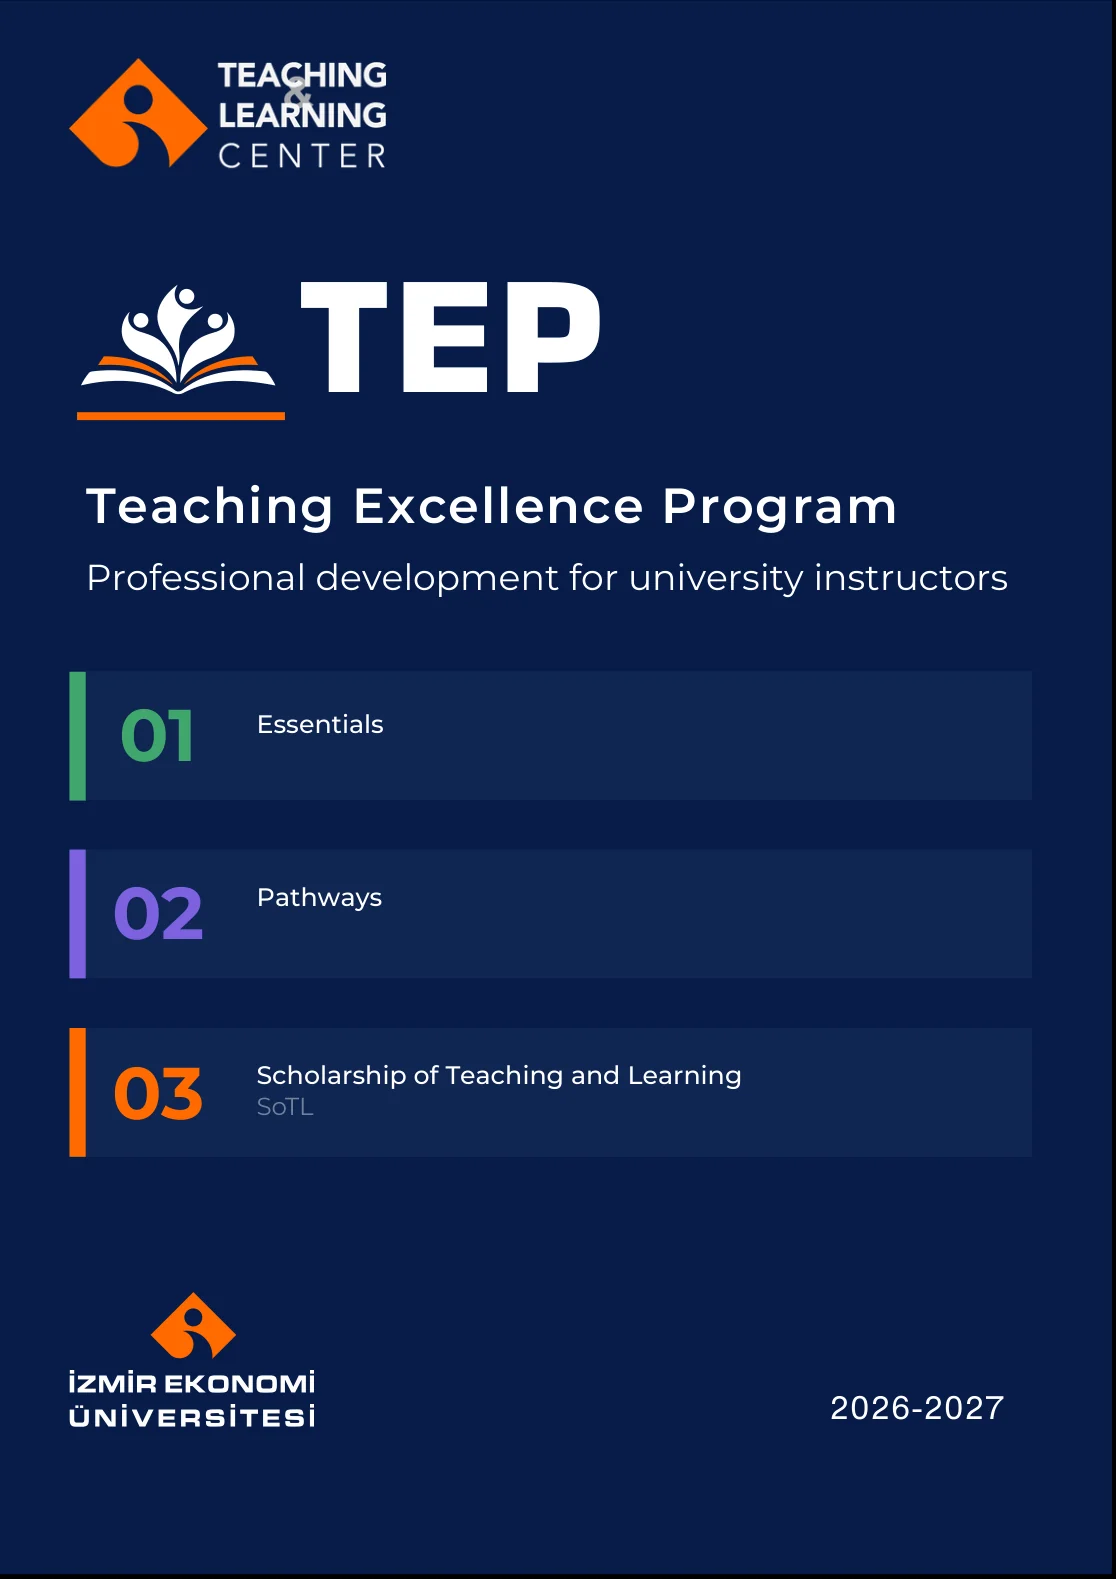 TEACHING
&
LEARNING
CENTER
TEP
Teaching Excellence Program
Professional development for university instructors
01
Essentials
02
Pathways
03
Scholarship of Teaching and Learning
SoTL
İZMİR EKONOMİ
ÜNİVERSİTESİ
2026-2027